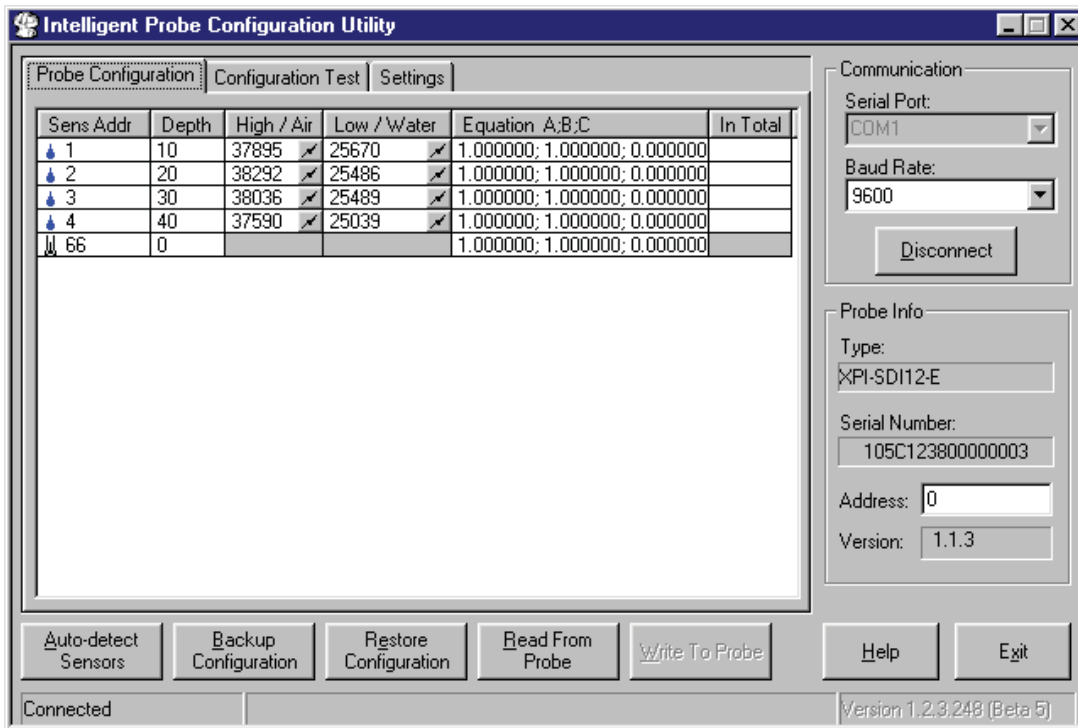 Intelligent Probe Configuration Utility
Probe Configuration Configuration Test Settings
Sens Addr Depth High / Air Low / Water Equation A;B;C In Total
1 10 37895 25670 1.000000; 1.000000; 0.000000
2 20 38292 25486 1.000000; 1.000000; 0.000000
3 30 38036 25489 1.000000; 1.000000; 0.000000
4 40 37590 25039 1.000000; 1.000000; 0.000000
66 0 1.000000; 1.000000; 0.000000
Communication
Serial Port:
COM1
Baud Rate:
9600
Disconnect
Probe Info
Type:
XPI-SDI12-E
Serial Number:
105C123800000003
Address: 0
Version: 1.1.3
Auto-detect
Sensors
Backup
Configuration
Restore
Configuration
Read From
Probe
Write To Probe
Help
Exit
Connected
Version 1.2.3.248 (Beta 5)